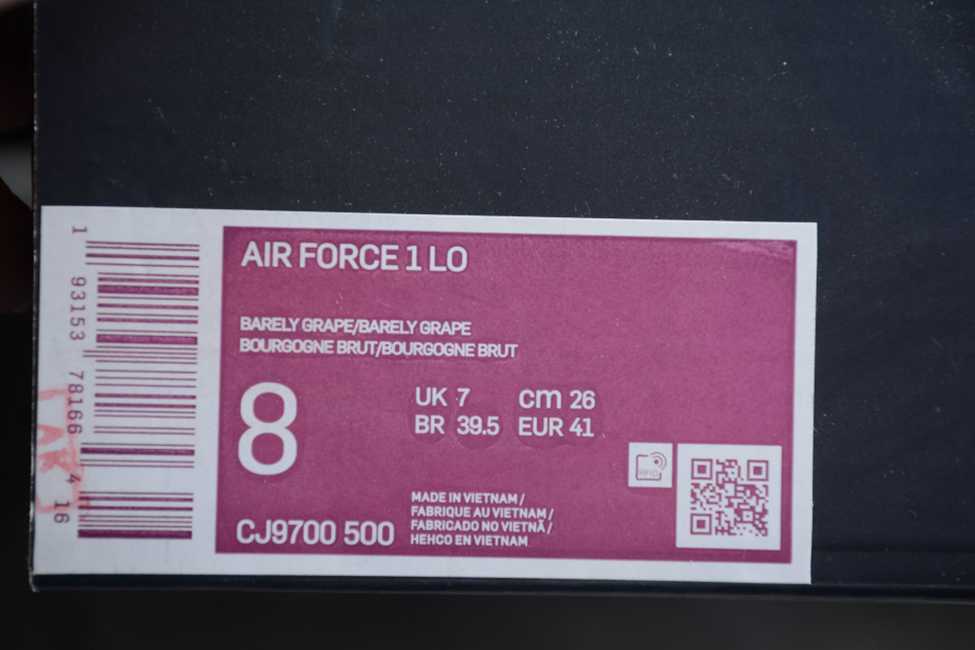 AIR FORCE 1 LO
BARELY GRAPE/BARELY GRAPE
BOURGOGNE BRUT/BOURGOGNE BRUT
8
UK 7 cm 26
BR 39.5 EUR 41
MADE IN VIETNAM /
FABRIQUE AU VIETNAM /
FABRICADO NO VIETNÃ /
HEHCO EN VIETNAM
CJ9700 500
1 93153 78166 4 16